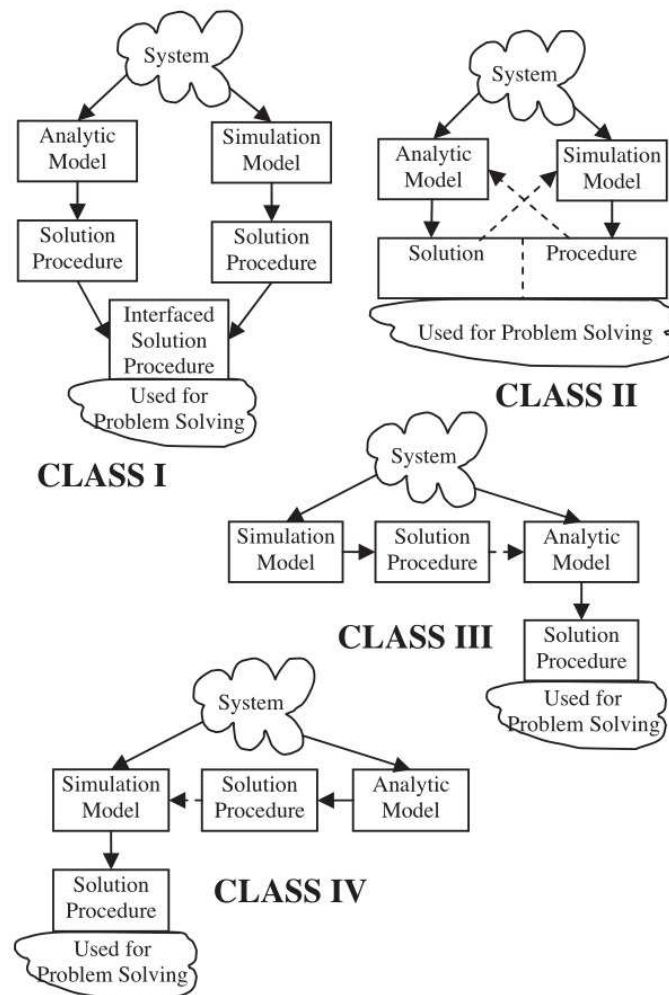 System
Analytic
Model
Simulation
Model
Solution
Procedure
Solution
Procedure
Interfaced
Solution
Procedure
Used for
Problem Solving
CLASS I
System
Analytic
Model
Simulation
Model
Solution
Procedure
Used for Problem Solving
CLASS II
System
Simulation
Model
Solution
Procedure
Analytic
Model
CLASS III
Solution
Procedure
Used for
Problem Solving
System
Simulation
Model
Solution
Procedure
Analytic
Model
CLASS IV
Solution
Procedure
Used for
Problem Solving